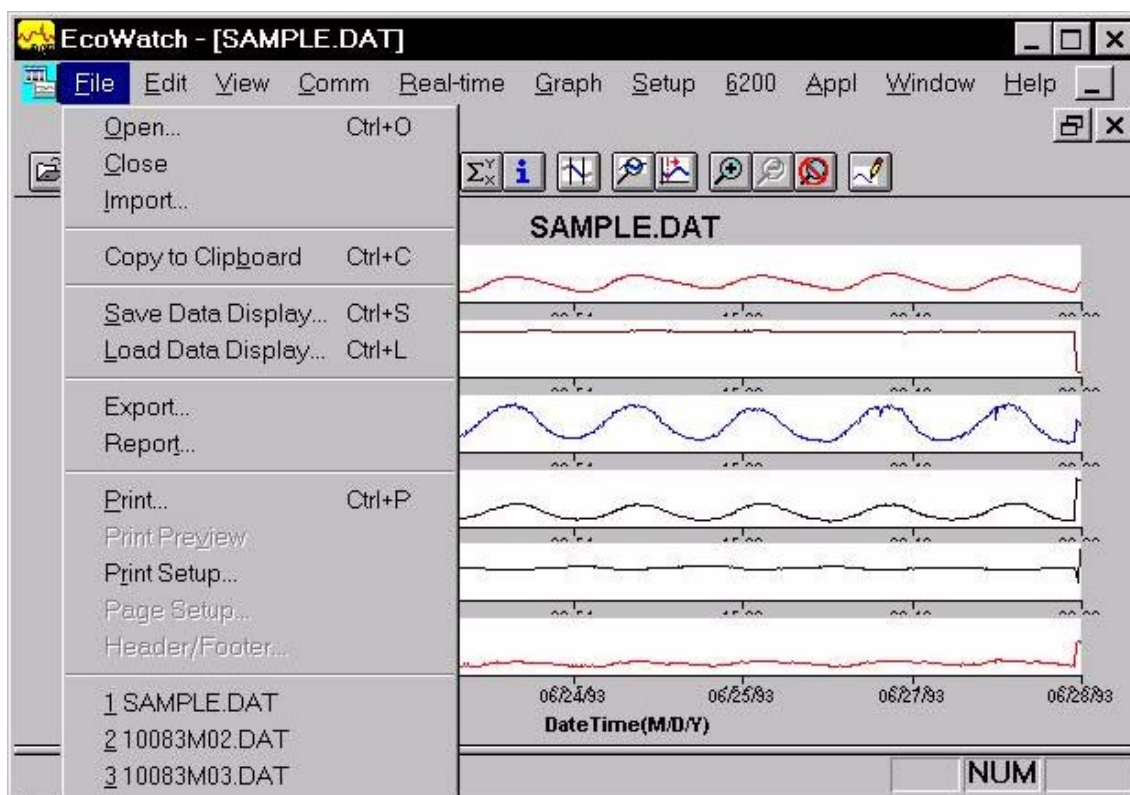 EcoWatch - [SAMPLE.DAT]
File Edit View Comm Real-time Graph Setup 6200 Appl Window Help
Open... Ctrl+O
Close
Import...
Copy to Clipboard Ctrl+C
Save Data Display... Ctrl+S
Load Data Display... Ctrl+L
Export...
Report...
Print... Ctrl+P
Print Preview
Print Setup...
Page Setup...
Header/Footer...
1 SAMPLE.DAT
2 10083M02.DAT
3 10083M03.DAT
SAMPLE.DAT
06/24/93 06/25/93 06/27/93 06/28/93
DateTime(M/D/Y)
NUM